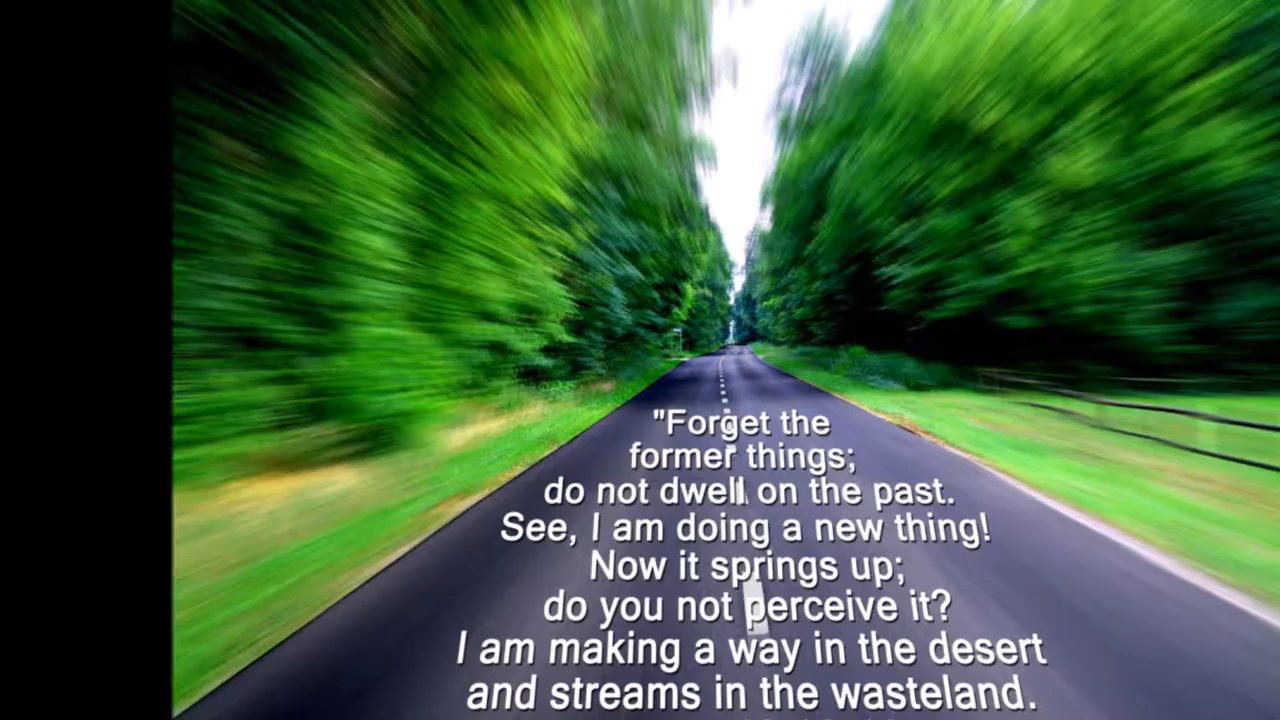 "Forget the
former things;
do not dwell on the past.
See, I am doing a new thing!
Now it springs up;
do you not perceive it?
I am making a way in the desert
and streams in the wasteland.